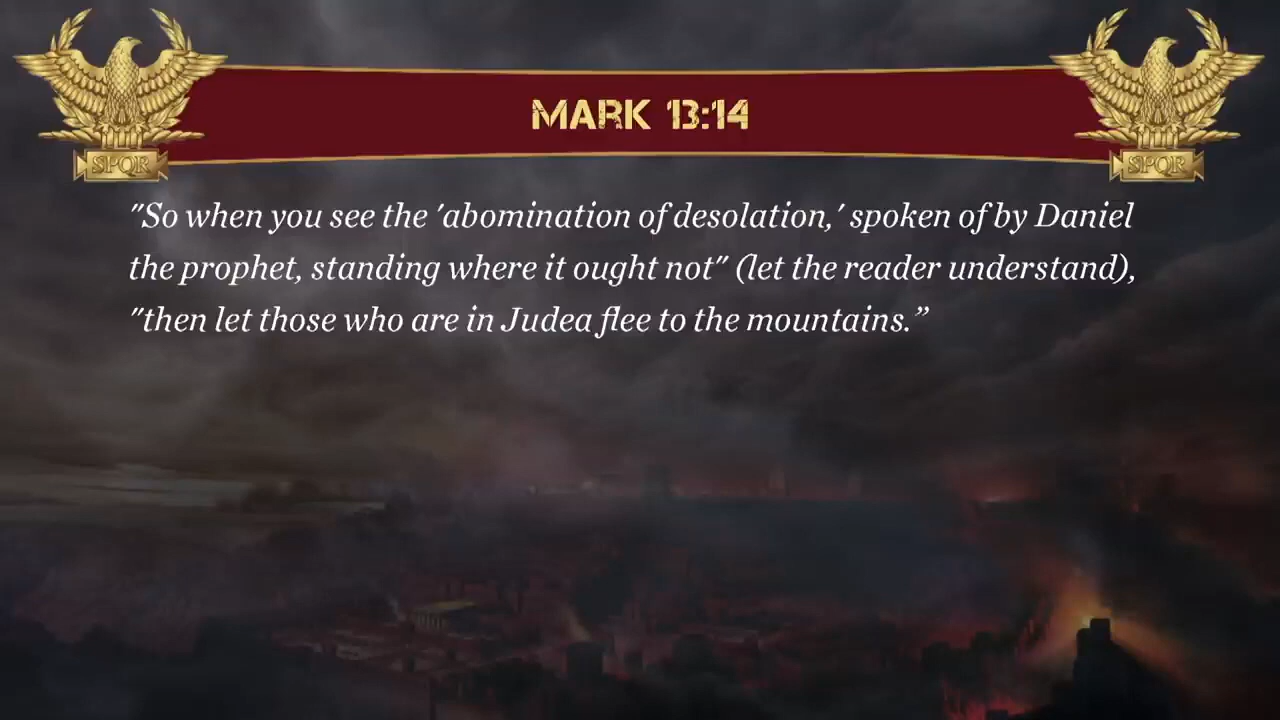 SPQR
SPQR
MARK 13:14
"So when you see the 'abomination of desolation,' spoken of by Daniel
the prophet, standing where it ought not" (let the reader understand),
"then let those who are in Judea flee to the mountains.”